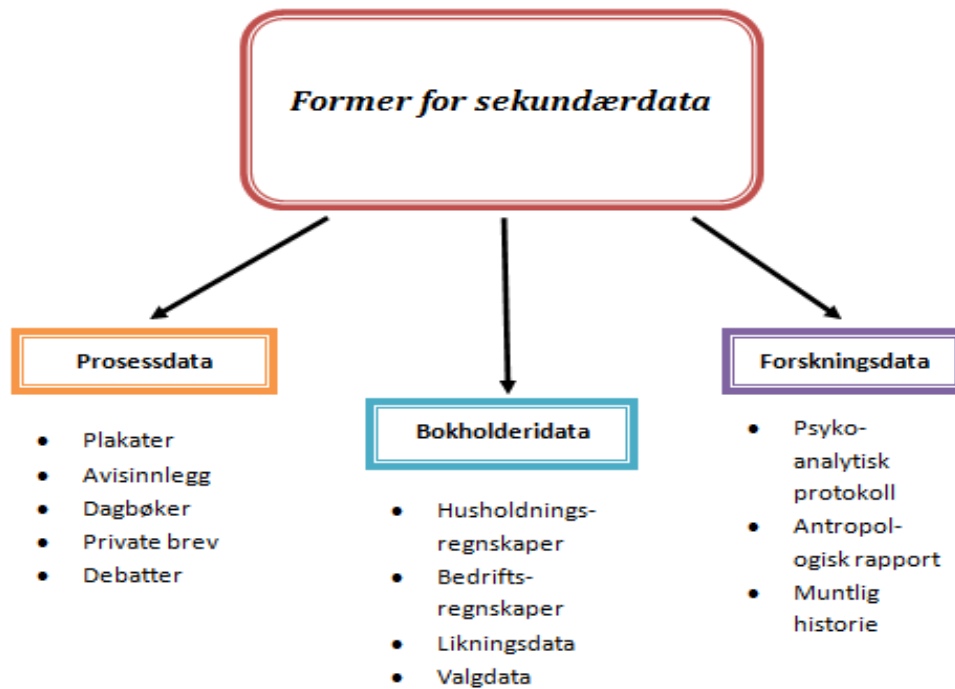 Former for sekundærdata
Prosessdata
• Plakater
• Avisinnlegg
• Dagbøker
• Private brev
• Debatter
Bokholderidata
• Husholdnings-
regnskaper
• Bedrifts-
regnskaper
• Likningsdata
• Valgdata
Forskningsdata
• Psyko-
analytisk
protokoll
• Antropol-
ogisk rapport
• Muntlig
historie